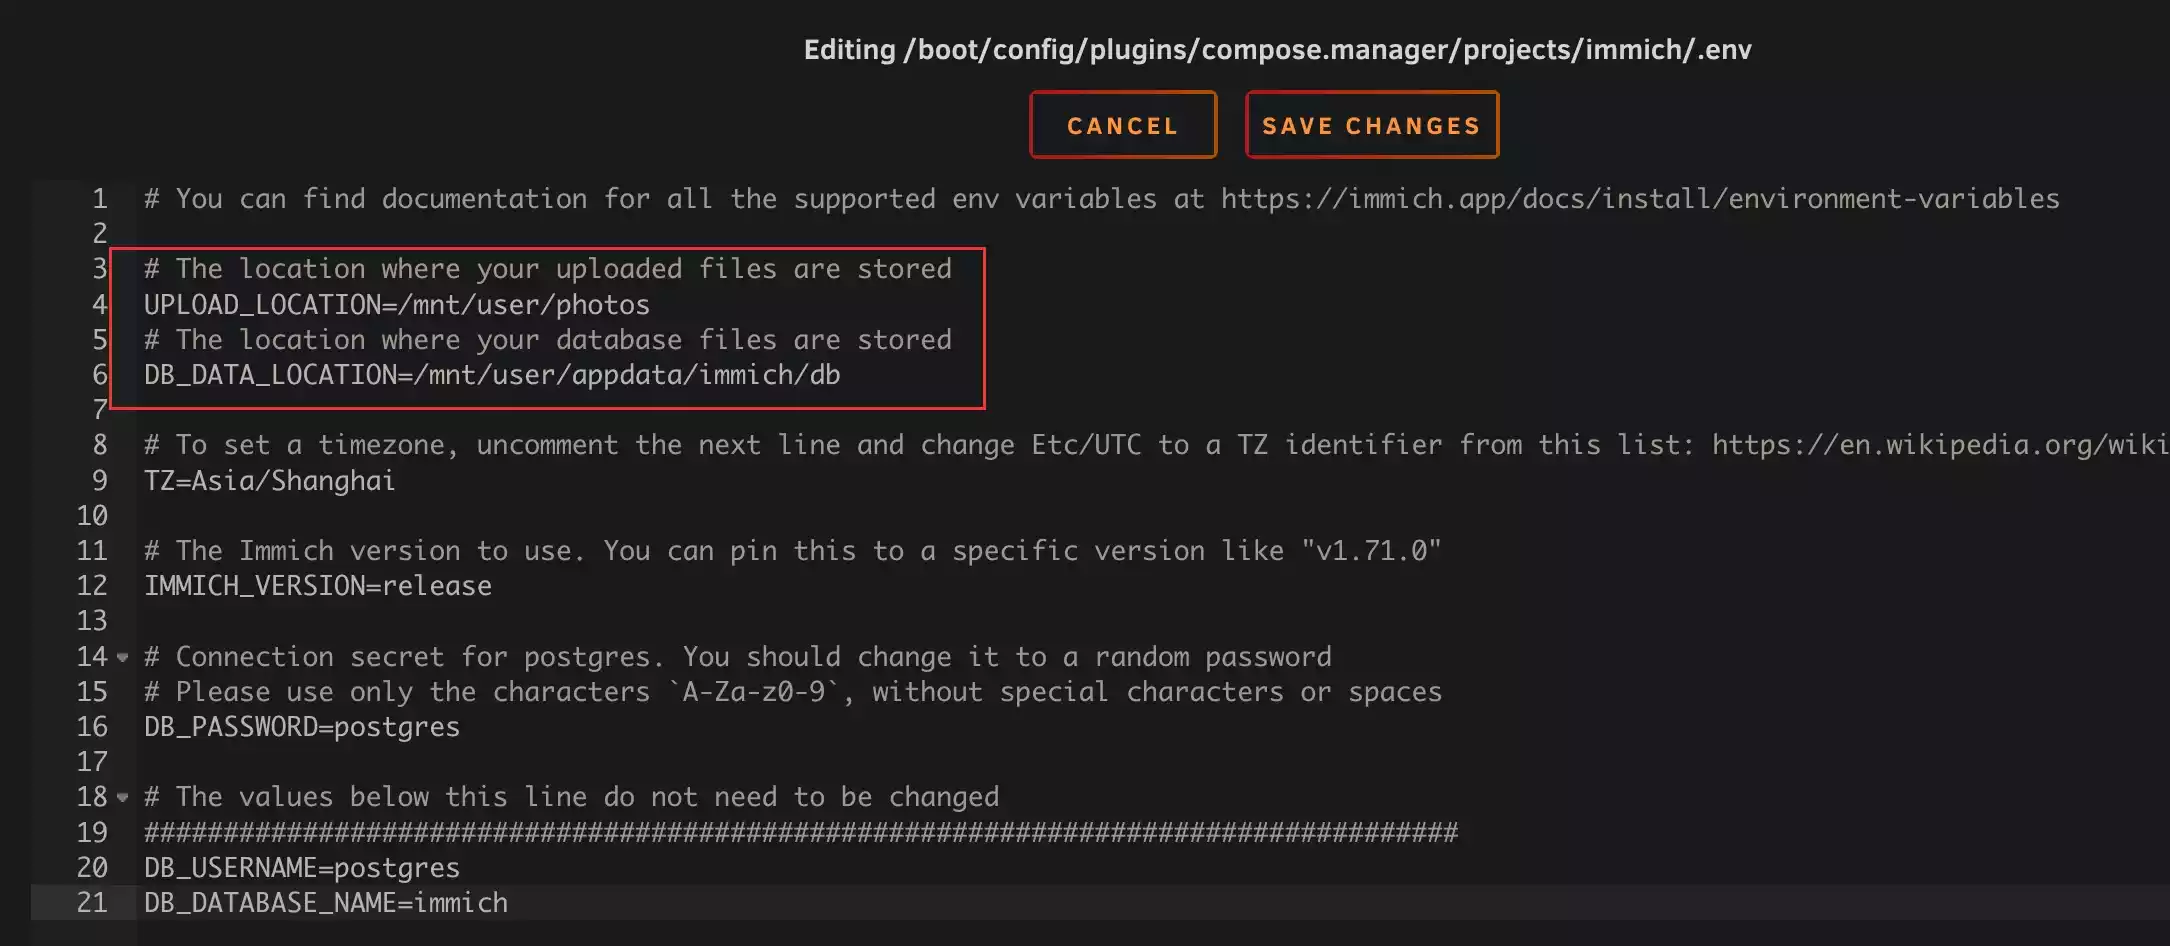 Editing /boot/config/plugins/compose.manager/projects/immich/.env
CANCEL SAVE CHANGES
1 # You can find documentation for all the supported env variables at https://immich.app/docs/install/environment-variables
2
3 # The location where your uploaded files are stored
4 UPLOAD_LOCATION=/mnt/user/photos
5 # The location where your database files are stored
6 DB_DATA_LOCATION=/mnt/user/appdata/immich/db
7
8 # To set a timezone, uncomment the next line and change Etc/UTC to a TZ identifier from this list: https://en.wikipedia.org/wiki
9 TZ=Asia/Shanghai
10
11 # The Immich version to use. You can pin this to a specific version like "v1.71.0"
12 IMMICH_VERSION=release
13
14 # Connection secret for postgres. You should change it to a random password
15 # Please use only the characters `A-Za-z0-9`, without special characters or spaces
16 DB_PASSWORD=postgres
17
18 # The values below this line do not need to be changed
19 ###################################################################################
20 DB_USERNAME=postgres
21 DB_DATABASE_NAME=immich